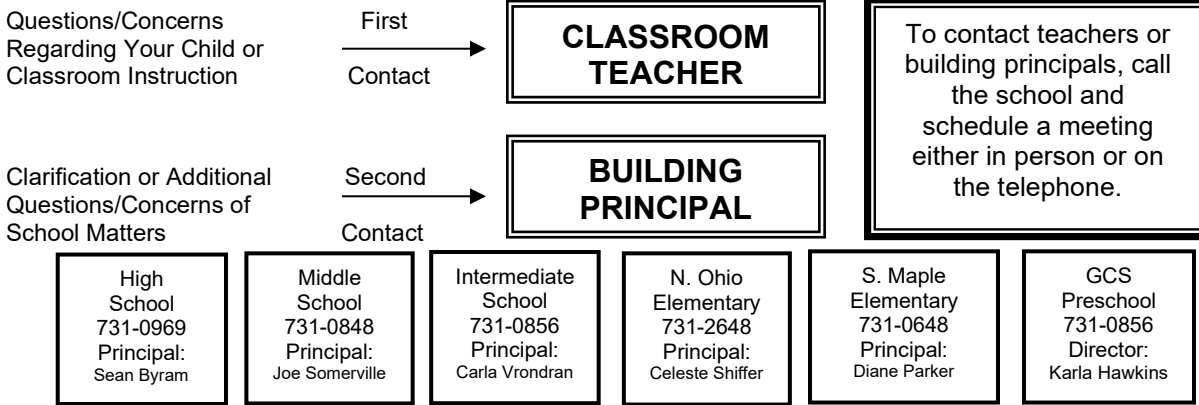 Questions/Concerns
Regarding Your Child or
Classroom Instruction
First
Contact
CLASSROOM
TEACHER
To contact teachers or
building principals, call
the school and
schedule a meeting
either in person or on
the telephone.
Clarification or Additional
Questions/Concerns of
School Matters
Second
Contact
BUILDING
PRINCIPAL
High
School
731-0969
Principal:
Sean Byram
Middle
School
731-0848
Principal:
Joe Somerville
Intermediate
School
731-0856
Principal:
Carla Vrondran
N. Ohio
Elementary
731-2648
Principal:
Celeste Shiffer
S. Maple
Elementary
731-0648
Principal:
Diane Parker
GCS
Preschool
731-0856
Director:
Karla Hawkins